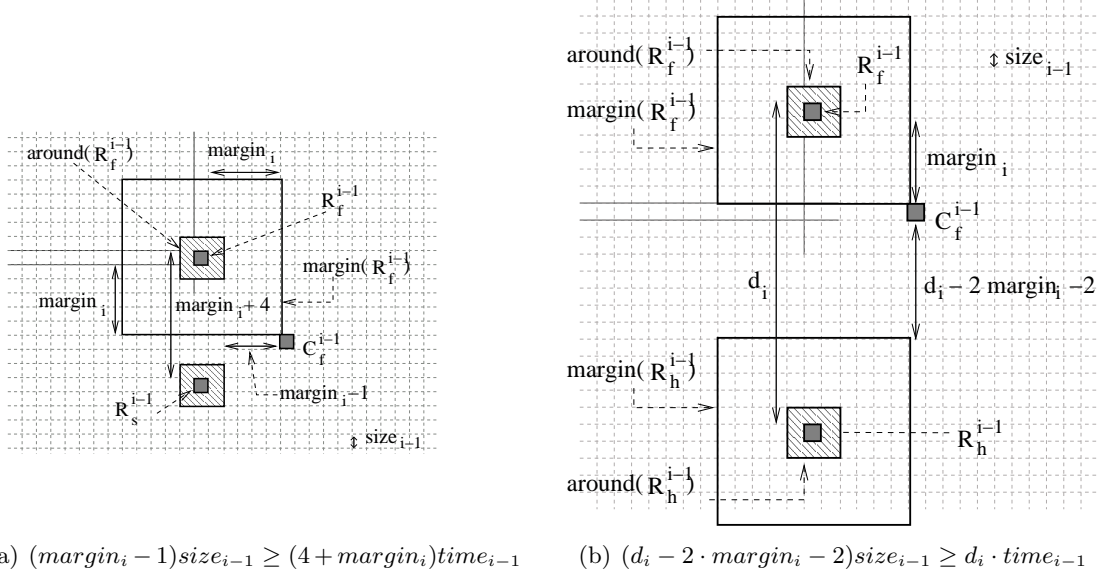 around( R_f^{i−1})
margin_i
R_f^{i−1}
margin( R_f^{i−1})
margin_i
margin_i + 4
C_f^{i−1}
margin_i −1
R_s^{i−1}
size_{i−1}
a) (margin_i − 1)size_{i−1} ≥ (4 + margin_i)time_{i−1}
around( R_f^{i−1})
R_f^{i−1}
size_{i−1}
margin( R_f^{i−1})
margin_i
C_f^{i−1}
d_i
d_i − 2 margin_i −2
margin( R_h^{i−1})
R_h^{i−1}
around( R_h^{i−1})
(b) (d_i − 2 · margin_i − 2)size_{i−1} ≥ d_i · time_{i−1}